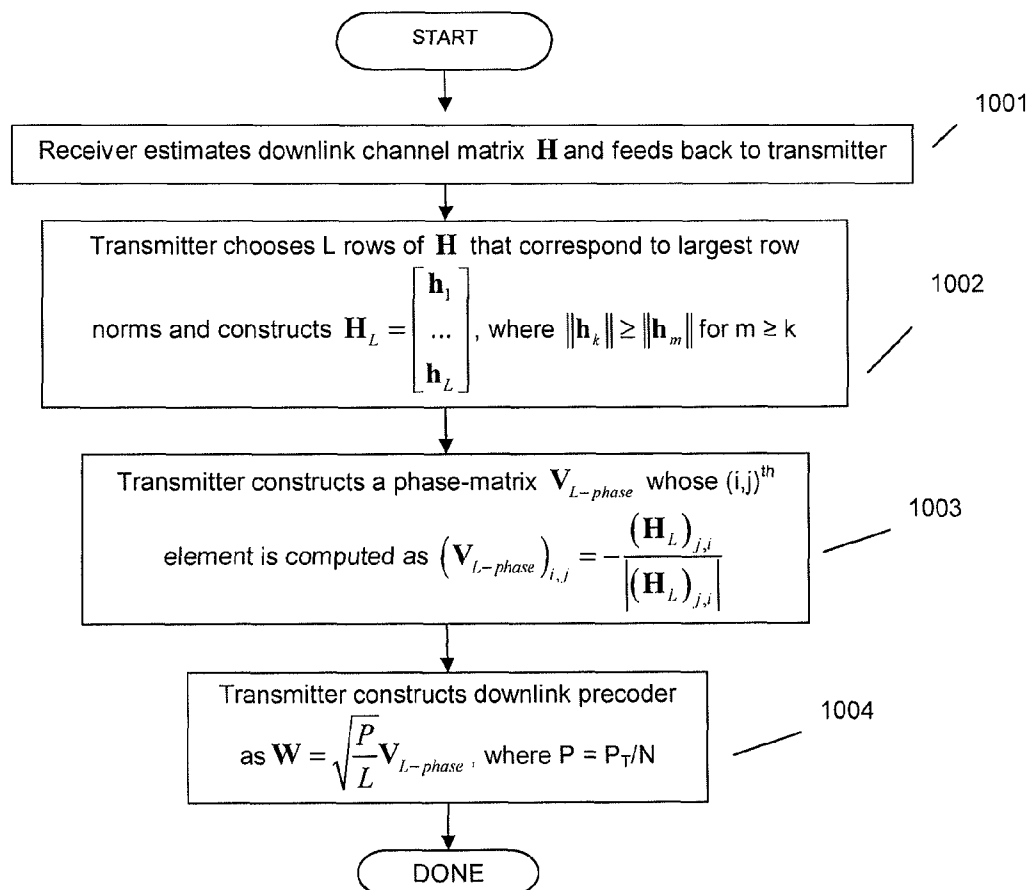 START
1001
Receiver estimates downlink channel matrix H and feeds back to transmitter
Transmitter chooses L rows of H that correspond to largest row
1002
norms and constructs H_L = [h_1 ... h_L], where ‖h_k‖ ≥ ‖h_m‖ for m ≥ k
Transmitter constructs a phase-matrix V_{L-phase} whose (i,j)^th
1003
element is computed as (V_{L-phase})_{i,j} = -(H_L)_{j,i} / |(H_L)_{j,i}|
Transmitter constructs downlink precoder
1004
as W = √(P/L) V_{L-phase}, where P = P_T/N
DONE